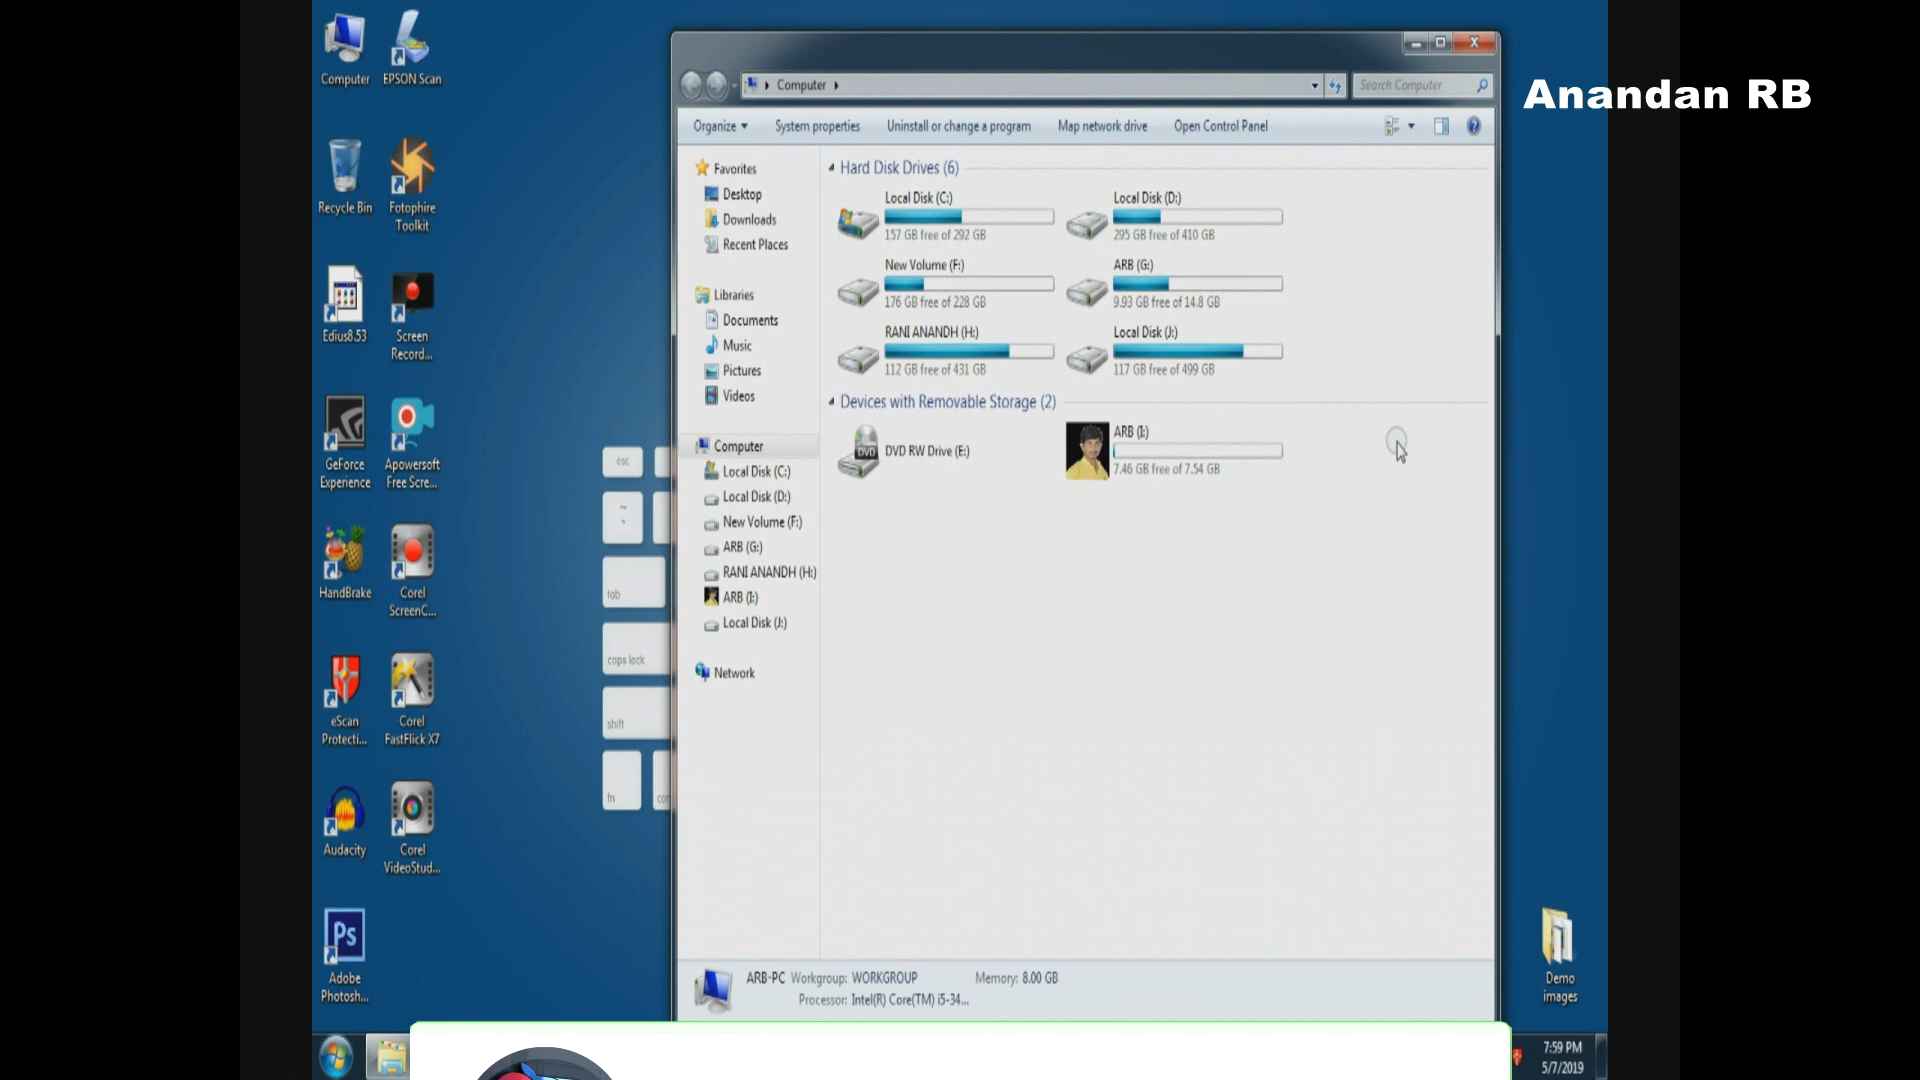 Computer
EPSON Scan
Recycle Bin
Fotophire
Toolkit
Edius8.53
Screen
Record...
GeForce
Experience
Apowersoft
Free Scre...
HandBrake
Corel
ScreenC...
eScan
Protecti...
Corel
FastFlick X7
Audacity
Corel
VideoStud...
Ps
Adobe
Photosh...
esc
~
tab
caps lock
shift
fn
Computer
Search Computer
Anandan RB
Organize
System properties
Uninstall or change a program
Map network drive
Open Control Panel
Favorites
Desktop
Downloads
Recent Places
Libraries
Documents
Music
Pictures
Videos
Computer
Local Disk (C:)
Local Disk (D:)
New Volume (F:)
ARB (G:)
RANI ANANDH (H:)
ARB (I:)
Local Disk (J:)
Network
Hard Disk Drives (6)
Local Disk (C:)
157 GB free of 292 GB
Local Disk (D:)
295 GB free of 410 GB
New Volume (F:)
176 GB free of 228 GB
ARB (G:)
9.93 GB free of 14.8 GB
RANI ANANDH (H:)
112 GB free of 431 GB
Local Disk (J:)
117 GB free of 499 GB
Devices with Removable Storage (2)
DVD
DVD RW Drive (E:)
ARB (I:)
7.46 GB free of 7.54 GB
ARB-PC Workgroup: WORKGROUP Memory: 8.00 GB
Processor: Intel(R) Core(TM) i5-34...
Demo
images
7:59 PM
5/7/2019